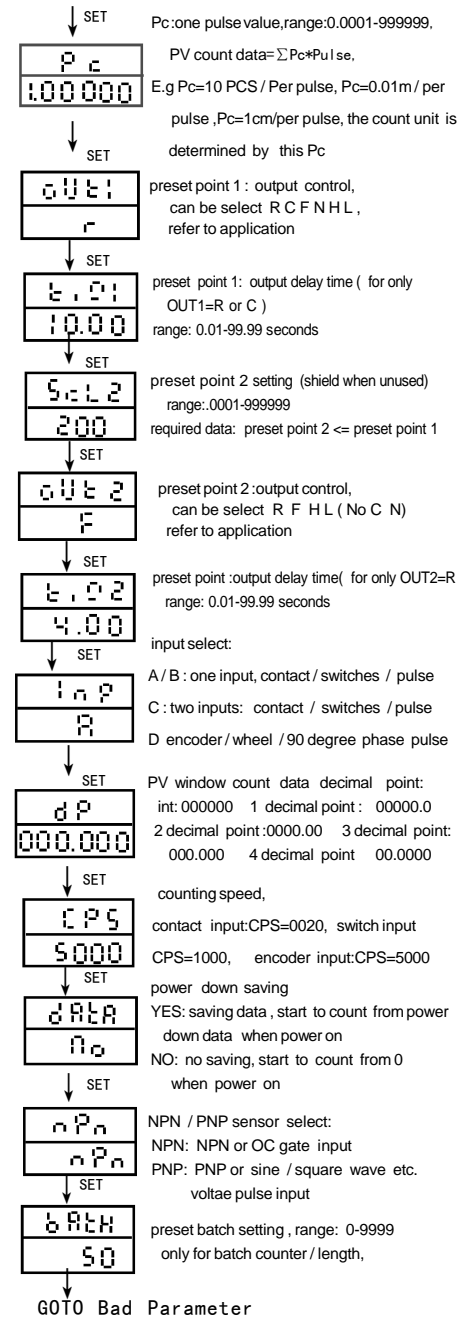 SET
Pc:one pulse value,range:0.0001-999999,
Pc
1.00000
PV count data=∑Pc*Pulse,
E.g Pc=10 PCS / Per pulse, Pc=0.01m / per
pulse ,Pc=1cm/per pulse, the count unit is
determined by this Pc
SET
oUt1
r
preset point 1 : output control,
can be select R C F N H L ,
refer to application
SET
t.01
10.00
preset point 1: output delay time ( for only
OUT1=R or C )
range: 0.01-99.99 seconds
SET
ScL2
200
preset point 2 setting (shield when unused)
range:.0001-999999
required data: preset point 2 <= preset point 1
SET
oUt2
F
preset point 2 :output control,
can be select R F H L ( No C N)
refer to application
SET
t.02
4.00
preset point :output delay time( for only OUT2=R
range: 0.01-99.99 seconds
SET
InP
A
input select:
A / B : one input, contact / switches / pulse
C : two inputs: contact / switches / pulse
D encoder / wheel / 90 degree phase pulse
SET
dP
000.000
PV window count data decimal point:
int: 000000 1 decimal point : 00000.0
2 decimal point :0000.00 3 decimal point:
000.000 4 decimal point 00.0000
SET
CPS
5000
counting speed,
contact input:CPS=0020, switch input
CPS=1000, encoder input:CPS=5000
SET
dAtA
no
power down saving
YES: saving data , start to count from power
down data when power on
NO: no saving, start to count from 0
when power on
SET
nPn
nPn
NPN / PNP sensor select:
NPN: NPN or OC gate input
PNP: PNP or sine / square wave etc.
voltae pulse input
SET
bAtH
50
preset batch setting , range: 0-9999
only for batch counter / length,
GOTO Bad Parameter